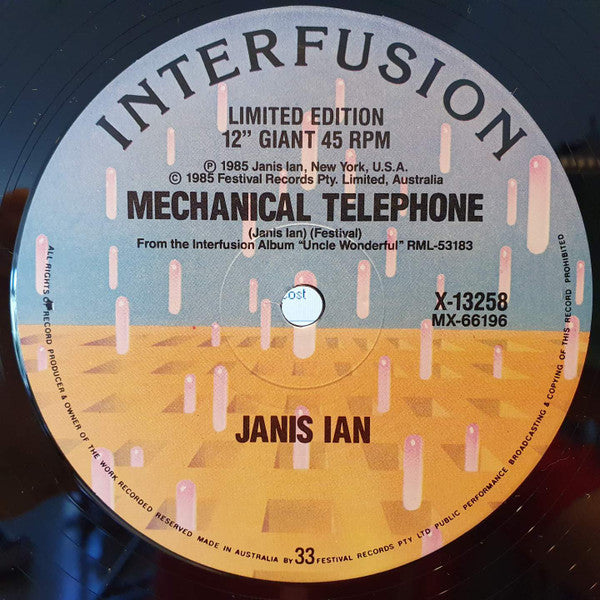 INTERFUSION
LIMITED EDITION
12” GIANT 45 RPM
Ⓟ 1985 Janis Ian, New York, U.S.A.
© 1985 Festival Records Pty. Limited, Australia
MECHANICAL TELEPHONE
(Janis Ian) (Festival)
From the Interfusion Album “Uncle Wonderful” RML-53183
ost
X-13258
MX-66196
JANIS IAN
ALL RIGHTS OF RECORD PRODUCER & OWNER OF THE WORK RECORDED RESERVED MADE IN AUSTRALIA BY 33 FESTIVAL RECORDS PTY LTD PUBLIC PERFORMANCE BROADCASTING & COPYING OF THIS RECORD PROHIBITED